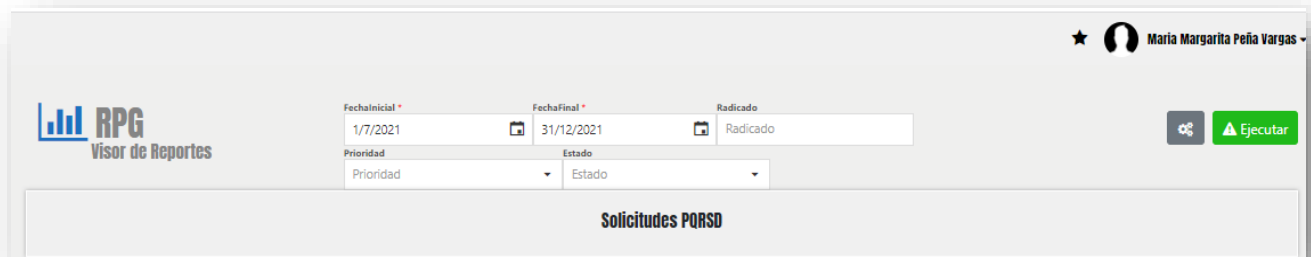 Maria Margarita Peña Vargas
RPG
Visor de Reportes
FechaInicial * FechaFinal * Radicado
1/7/2021 31/12/2021 Radicado
Ejecutar
Prioridad Estado
Prioridad Estado
Solicitudes PQRSD